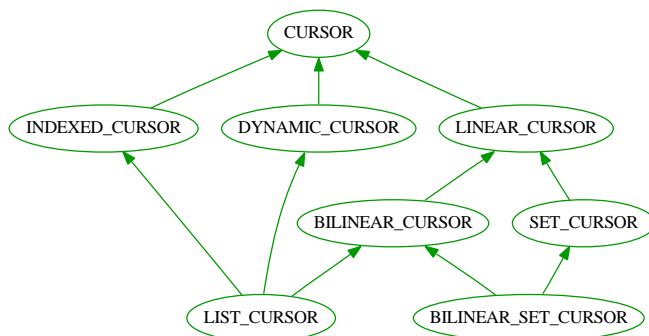 CURSOR
INDEXED_CURSOR
DYNAMIC_CURSOR
LINEAR_CURSOR
BILINEAR_CURSOR
SET_CURSOR
LIST_CURSOR
BILINEAR_SET_CURSOR